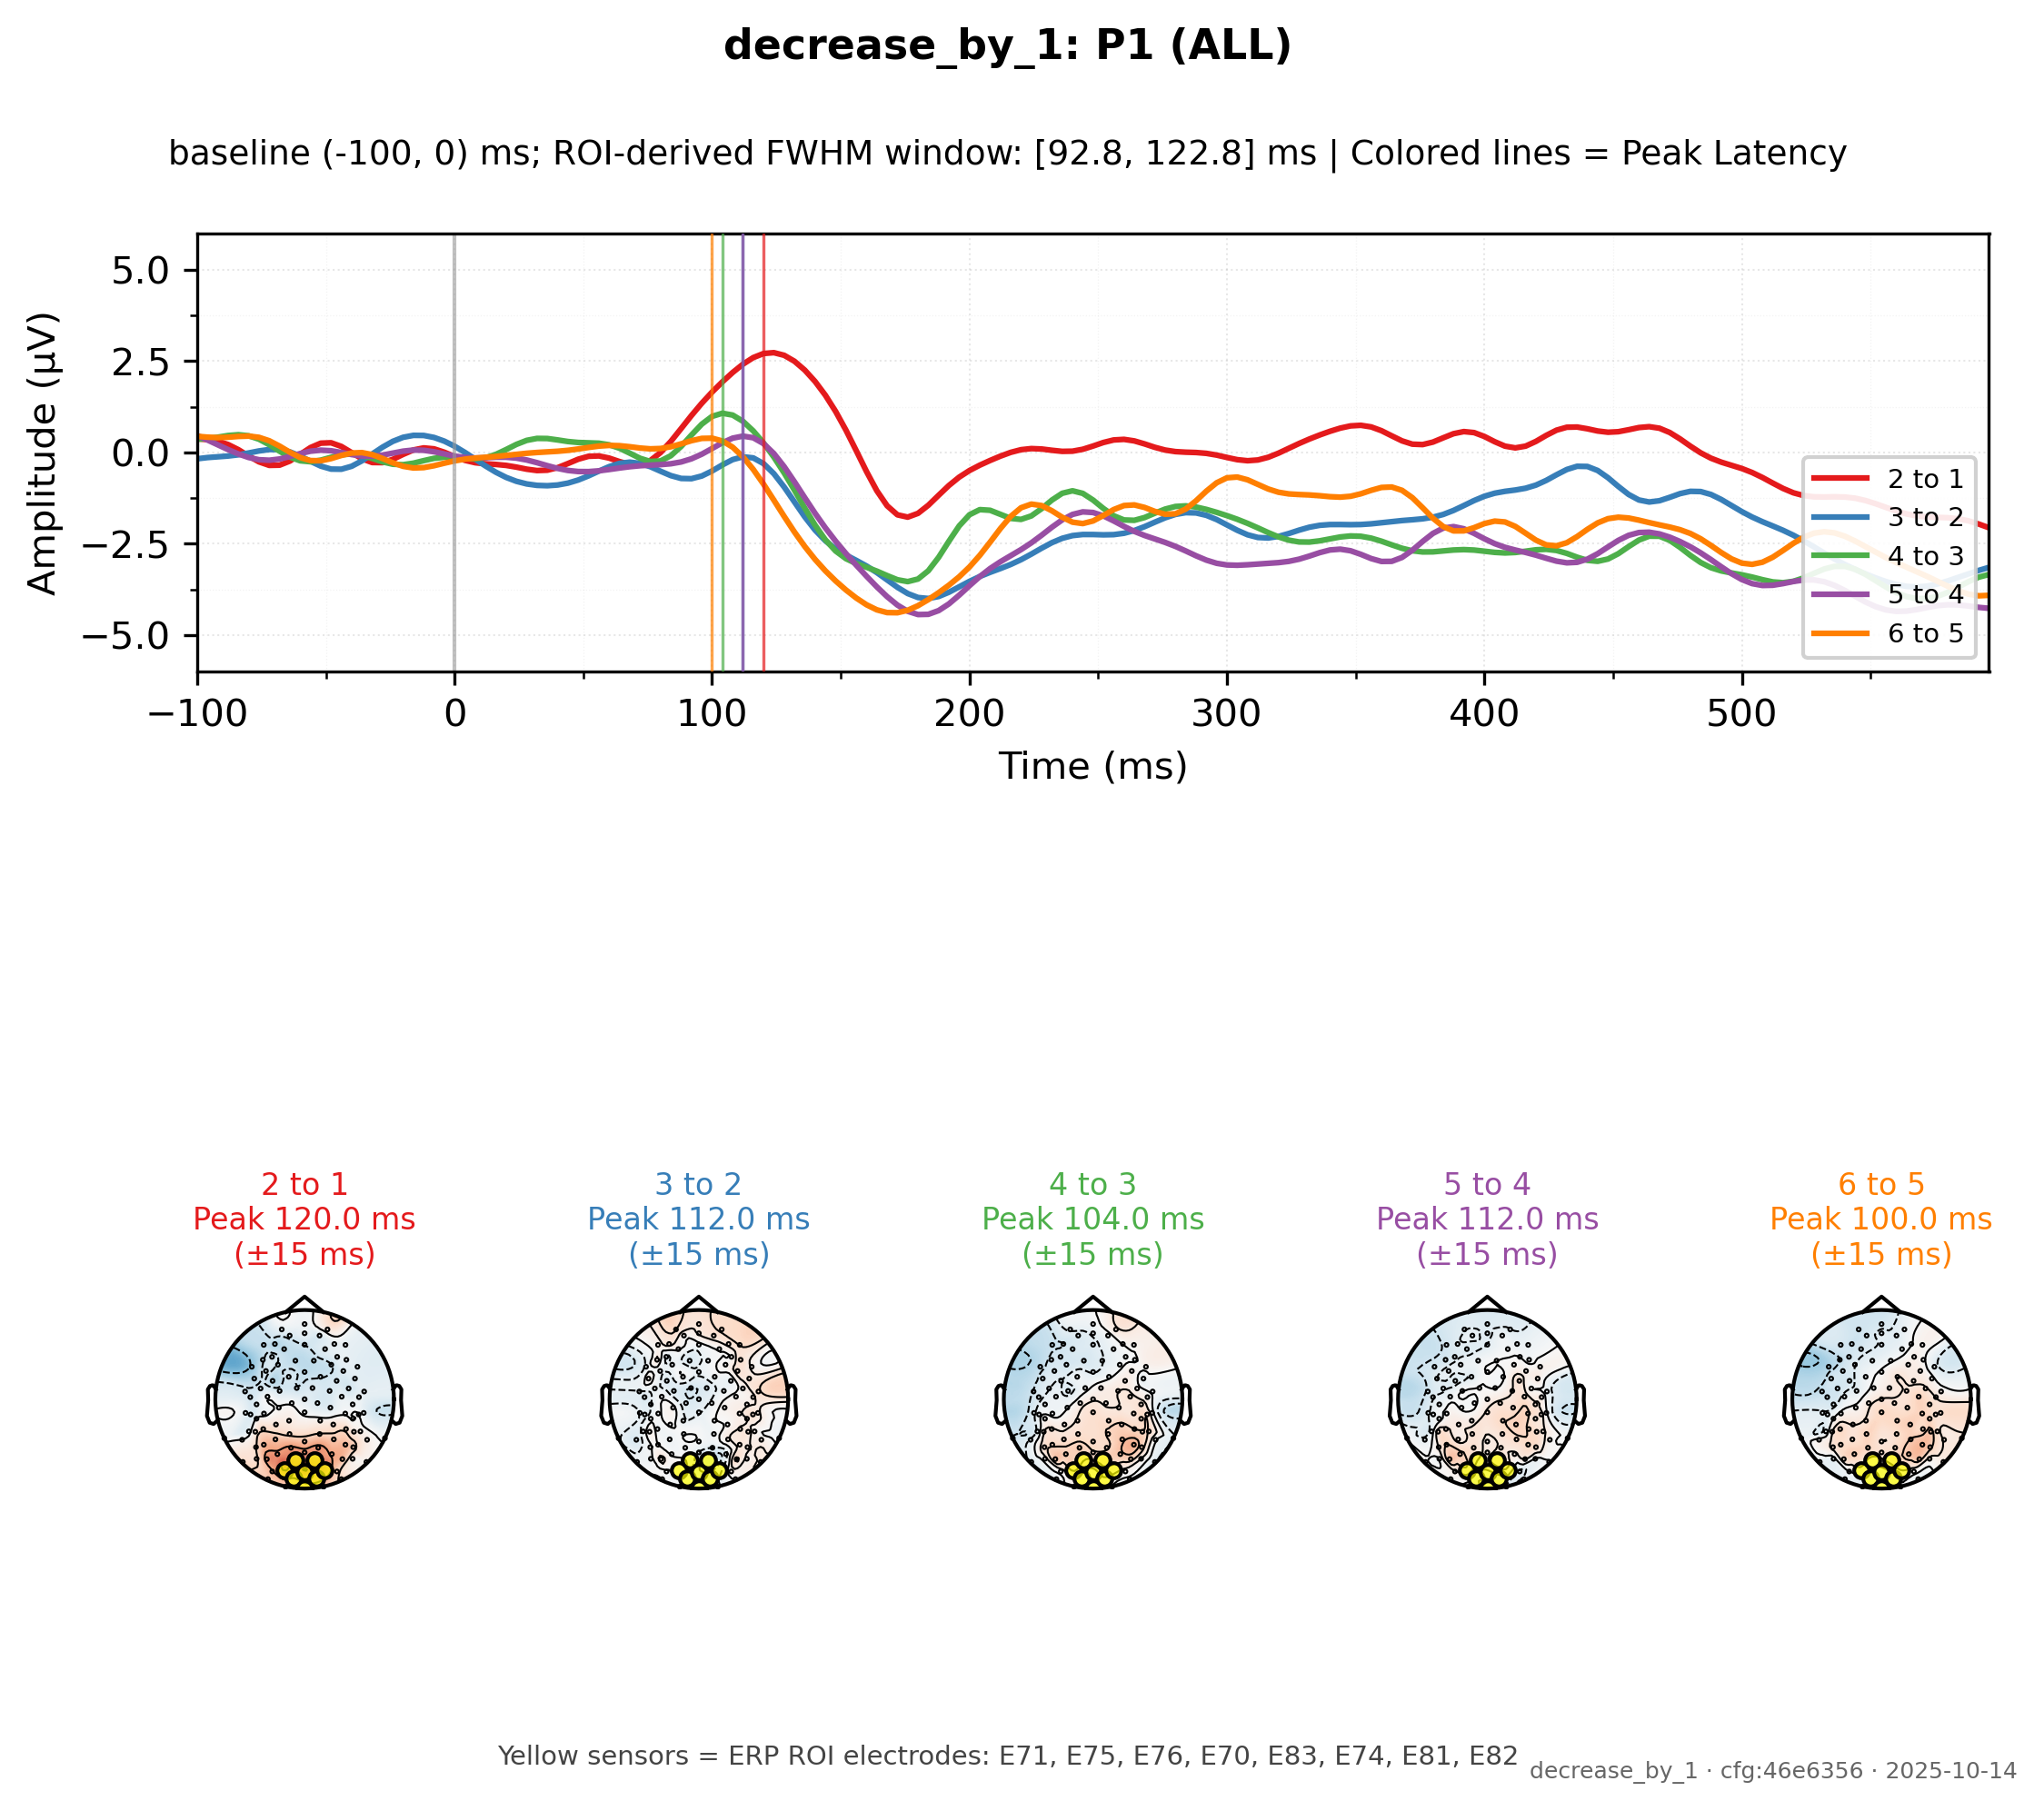 decrease_by_1: P1 (ALL)
baseline (-100, 0) ms; ROI-derived FWHM window: [92.8, 122.8] ms | Colored lines = Peak Latency
Amplitude (µV)
5.0
2.5
0.0
−2.5
−5.0
2 to 1
3 to 2
4 to 3
5 to 4
6 to 5
−100 0 100 200 300 400 500
Time (ms)
2 to 1 3 to 2 4 to 3 5 to 4 6 to 5
Peak 120.0 ms Peak 112.0 ms Peak 104.0 ms Peak 112.0 ms Peak 100.0 ms
(±15 ms) (±15 ms) (±15 ms) (±15 ms) (±15 ms)
Yellow sensors = ERP ROI electrodes: E71, E75, E76, E70, E83, E74, E81, E82
decrease_by_1 · cfg:46e6356 · 2025-10-14